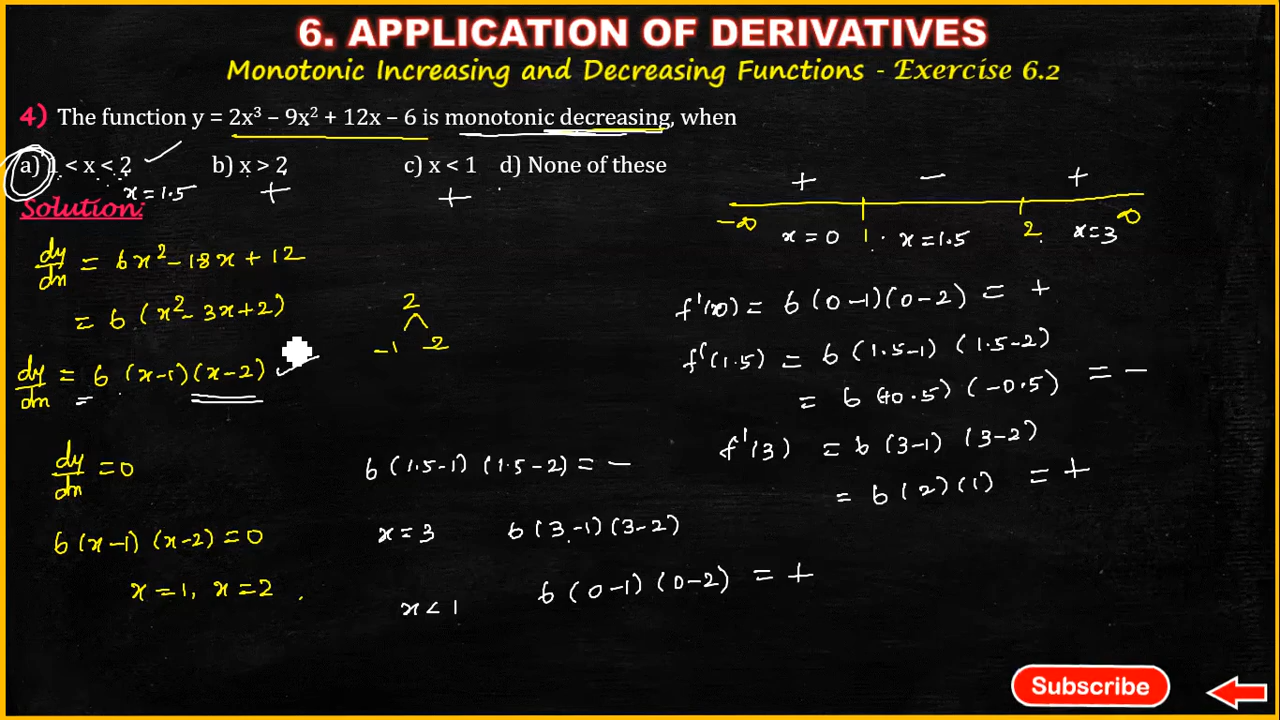 6. APPLICATION OF DERIVATIVES
Monotonic Increasing and Decreasing Functions - Exercise 6.2
4) The function y = 2x³ – 9x² + 12x – 6 is monotonic decreasing, when
a) 1 < x < 2 b) x > 2 c) x < 1 d) None of these
x = 1.5 + +
Solution:
dy/dx = 6x² - 18x + 12
= 6 (x² - 3x + 2)
2
-1 -2
dy/dx = 6 (x-1) (x-2)
dy/dx = 0
6 (x-1) (x-2) = 0
x = 1, x = 2
6 (1.5-1) (1.5-2) = -
x = 3 6 (3-1) (3-2)
x < 1 6 (0-1) (0-2) = +
+ - +
-∞ 1 2 ∞
x = 0 x = 1.5 x = 3
f'(0) = 6 (0-1) (0-2) = +
f'(1.5) = 6 (1.5-1) (1.5-2)
= 6 (+0.5) (-0.5) = -
f'(3) = 6 (3-1) (3-2)
= 6 (2) (1) = +
Subscribe